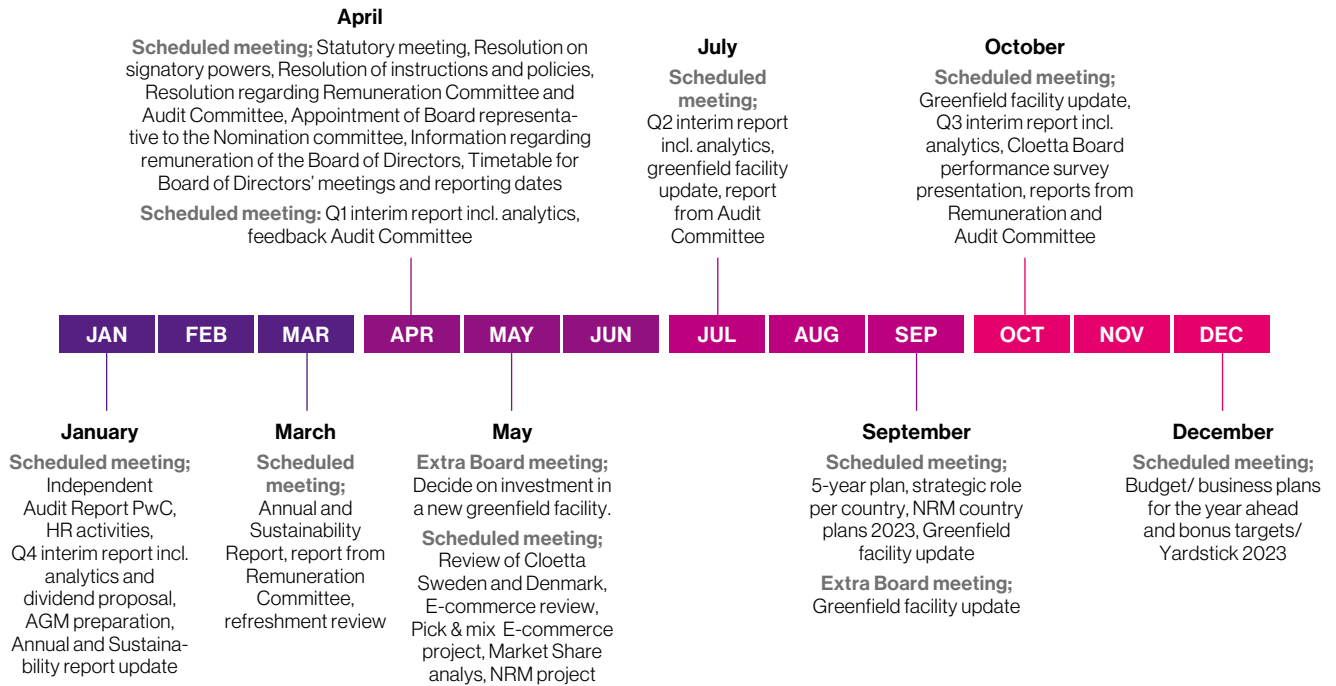 April
Scheduled meeting; Statutory meeting, Resolution on
signatory powers, Resolution of instructions and policies,
Resolution regarding Remuneration Committee and
Audit Committee, Appointment of Board representa-
tive to the Nomination committee, Information regarding
remuneration of the Board of Directors, Timetable for
Board of Directors' meetings and reporting dates
Scheduled meeting: Q1 interim report incl. analytics,
feedback Audit Committee
July
Scheduled
meeting;
Q2 interim report
incl. analytics,
greenfield facility
update, report
from Audit
Committee
October
Scheduled meeting;
Greenfield facility update,
Q3 interim report incl.
analytics, Cloetta Board
performance survey
presentation, reports from
Remuneration and
Audit Committee
JAN FEB MAR APR MAY JUN JUL AUG SEP OCT NOV DEC
January
Scheduled meeting;
Independent
Audit Report PwC,
HR activities,
Q4 interim report incl.
analytics and
dividend proposal,
AGM preparation,
Annual and Sustaina-
bility report update
March
Scheduled
meeting;
Annual and
Sustainability
Report, report from
Remuneration
Committee,
refreshment review
May
Extra Board meeting;
Decide on investment in
a new greenfield facility.
Scheduled meeting;
Review of Cloetta
Sweden and Denmark,
E-commerce review,
Pick & mix E-commerce
project, Market Share
analys, NRM project
September
Scheduled meeting;
5-year plan, strategic role
per country, NRM country
plans 2023, Greenfield
facility update
Extra Board meeting;
Greenfield facility update
December
Scheduled meeting;
Budget/ business plans
for the year ahead
and bonus targets/
Yardstick 2023